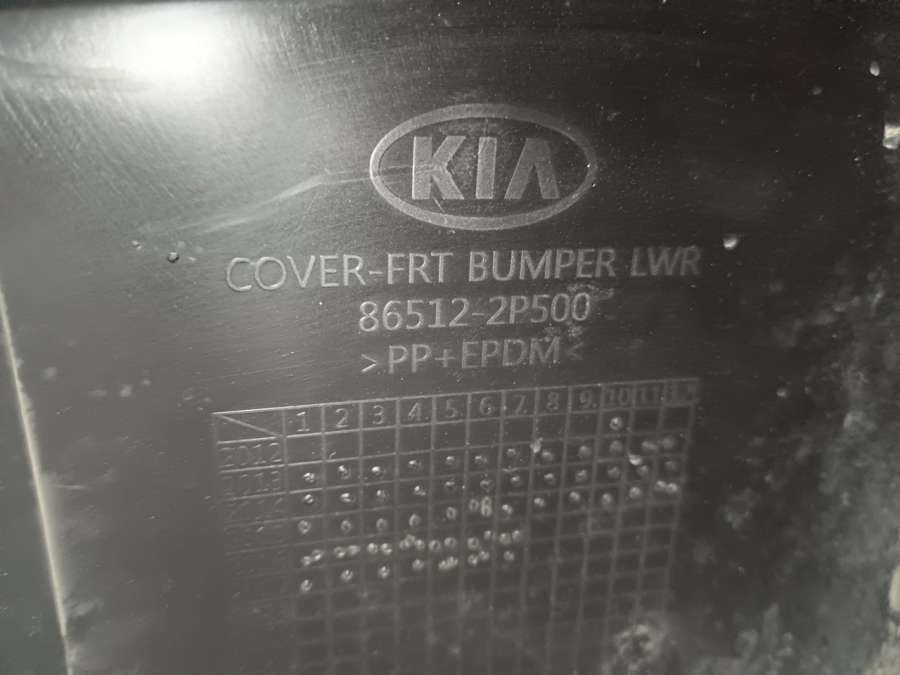 KIA
COVER-FRT BUMPER LWR
86512-2P500
>PP+EPDM<
1 2 3 4 5 6 7 8 9 10 11 12
2012
2013